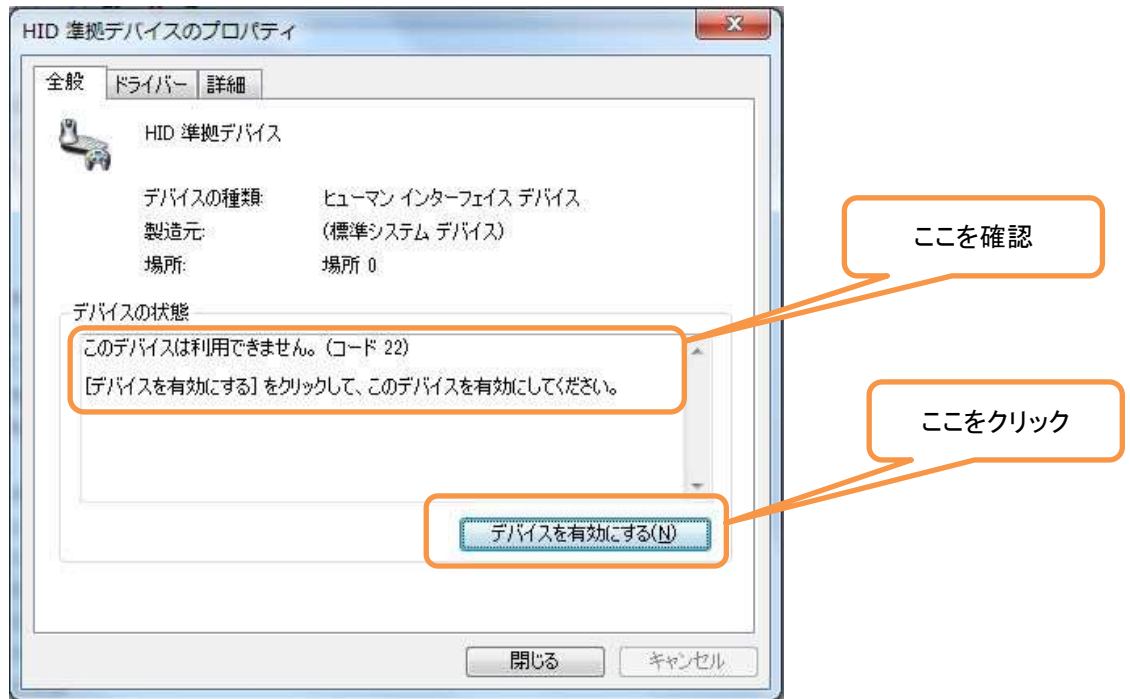 HID 準拠デバイスのプロパティ
全般 ドライバー 詳細
HID 準拠デバイス
デバイスの種類: ヒューマン インターフェイス デバイス
製造元: (標準システム デバイス)
場所: 場所 0
ここを確認
デバイスの状態
このデバイスは利用できません。(コード 22)
[デバイスを有効にする] をクリックして、このデバイスを有効にしてください。
ここをクリック
デバイスを有効にする(N)
閉じる キャンセル